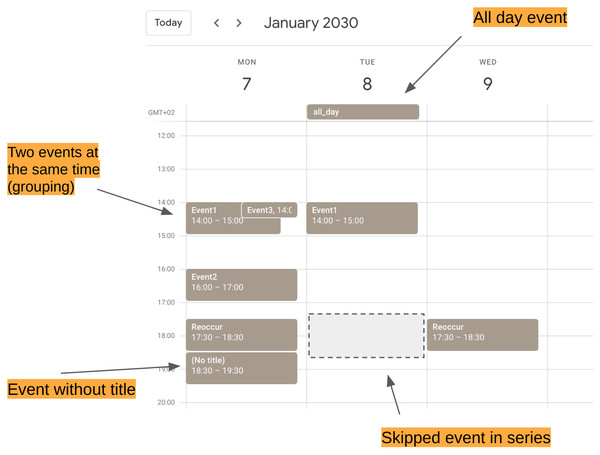 All day event
Today
January 2030
MON
TUE
WED
7
8
9
GMT+02
all_day
12:00
13:00
Two events at
the same time
(grouping)
14:00
Event1
14:00 – 15:00
Event3, 14:0
Event1
14:00 – 15:00
15:00
16:00
Event2
16:00 – 17:00
17:00
Reoccur
17:30 – 18:30
Reoccur
17:30 – 18:30
18:00
(No title)
18:30 – 19:30
19:00
Event without title
20:00
Skipped event in series